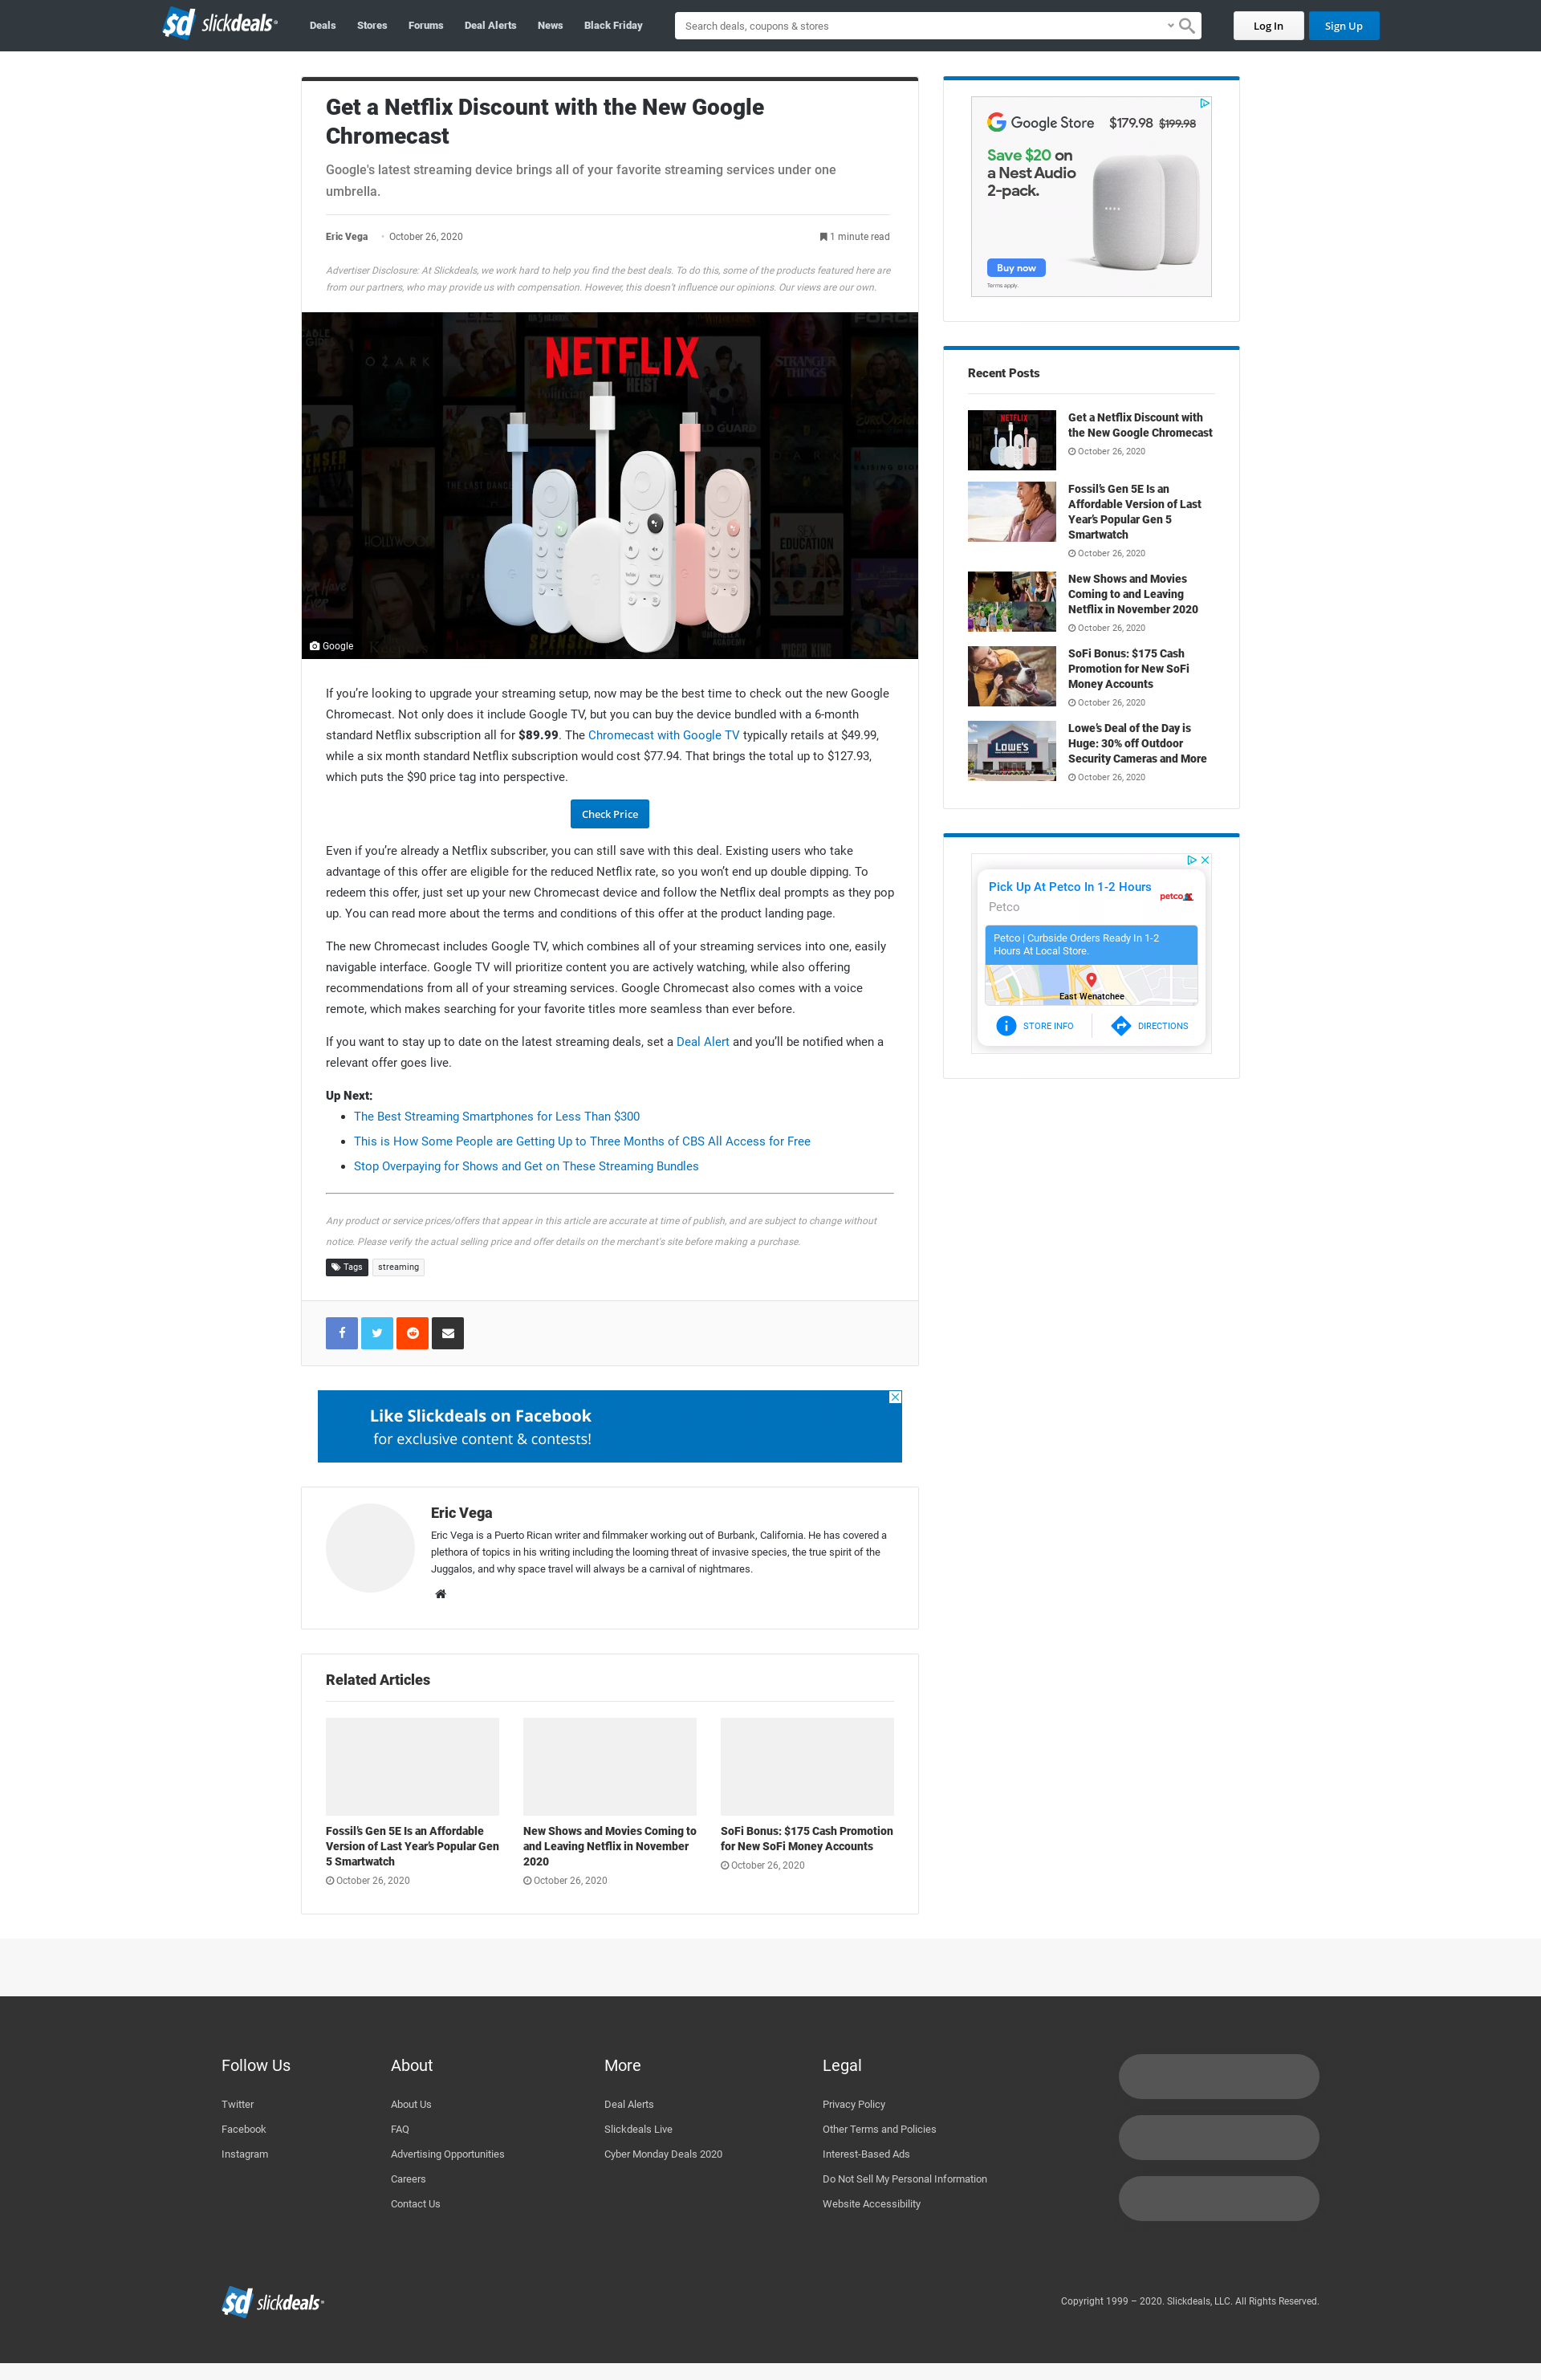 sd slickdeals
Deals
Stores
Forums
Deal Alerts
News
Black Friday
Search deals, coupons & stores
Log In
Sign Up
Get a Netflix Discount with the New Google
Chromecast
Google's latest streaming device brings all of your favorite streaming services under one
umbrella.
Eric Vega · October 26, 2020
1 minute read
Advertiser Disclosure: At Slickdeals, we work hard to help you find the best deals. To do this, some of the products featured here are
from our partners, who may provide us with compensation. However, this doesn't influence our opinions. Our views are our own.
OZARK
FORCE
NETFLIX
MONEY HEIST
STRANGER
THINGS
Politician
OLD GUARD
THE LAST DANCE
SEX
EDUCATION
HOLLYWOOD
SPENSER
TIGER KING
Google
If you’re looking to upgrade your streaming setup, now may be the best time to check out the new Google
Chromecast. Not only does it include Google TV, but you can buy the device bundled with a 6-month
standard Netflix subscription all for $89.99. The Chromecast with Google TV typically retails at $49.99,
while a six month standard Netflix subscription would cost $77.94. That brings the total up to $127.93,
which puts the $90 price tag into perspective.
Check Price
Even if you’re already a Netflix subscriber, you can still save with this deal. Existing users who take
advantage of this offer are eligible for the reduced Netflix rate, so you won’t end up double dipping. To
redeem this offer, just set up your new Chromecast device and follow the Netflix deal prompts as they pop
up. You can read more about the terms and conditions of this offer at the product landing page.
The new Chromecast includes Google TV, which combines all of your streaming services into one, easily
navigable interface. Google TV will prioritize content you are actively watching, while also offering
recommendations from all of your streaming services. Google Chromecast also comes with a voice
remote, which makes searching for your favorite titles more seamless than ever before.
If you want to stay up to date on the latest streaming deals, set a Deal Alert and you’ll be notified when a
relevant offer goes live.
Up Next:
The Best Streaming Smartphones for Less Than $300
This is How Some People are Getting Up to Three Months of CBS All Access for Free
Stop Overpaying for Shows and Get on These Streaming Bundles
Any product or service prices/offers that appear in this article are accurate at time of publish, and are subject to change without
notice. Please verify the actual selling price and offer details on the merchant's site before making a purchase.
Tags
streaming
Like Slickdeals on Facebook
for exclusive content & contests!
Eric Vega
Eric Vega is a Puerto Rican writer and filmmaker working out of Burbank, California. He has covered a
plethora of topics in his writing including the looming threat of invasive species, the true spirit of the
Juggalos, and why space travel will always be a carnival of nightmares.
Related Articles
Fossil’s Gen 5E Is an Affordable
Version of Last Year’s Popular Gen
5 Smartwatch
October 26, 2020
New Shows and Movies Coming to
and Leaving Netflix in November
2020
October 26, 2020
SoFi Bonus: $175 Cash Promotion
for New SoFi Money Accounts
October 26, 2020
Google Store
$179.98 $199.98
Save $20 on
a Nest Audio
2-pack.
Buy now
Terms apply.
Recent Posts
NETFLIX
Get a Netflix Discount with
the New Google Chromecast
October 26, 2020
Fossil’s Gen 5E Is an
Affordable Version of Last
Year’s Popular Gen 5
Smartwatch
October 26, 2020
New Shows and Movies
Coming to and Leaving
Netflix in November 2020
October 26, 2020
SoFi Bonus: $175 Cash
Promotion for New SoFi
Money Accounts
October 26, 2020
LOWE'S
Lowe’s Deal of the Day is
Huge: 30% off Outdoor
Security Cameras and More
October 26, 2020
Pick Up At Petco In 1-2 Hours
Petco
petco
Petco | Curbside Orders Ready In 1-2
Hours At Local Store.
East Wenatchee
STORE INFO
DIRECTIONS
Follow Us
Twitter
Facebook
Instagram
About
About Us
FAQ
Advertising Opportunities
Careers
Contact Us
More
Deal Alerts
Slickdeals Live
Cyber Monday Deals 2020
Legal
Privacy Policy
Other Terms and Policies
Interest-Based Ads
Do Not Sell My Personal Information
Website Accessibility
sd slickdeals
Copyright 1999 – 2020. Slickdeals, LLC. All Rights Reserved.